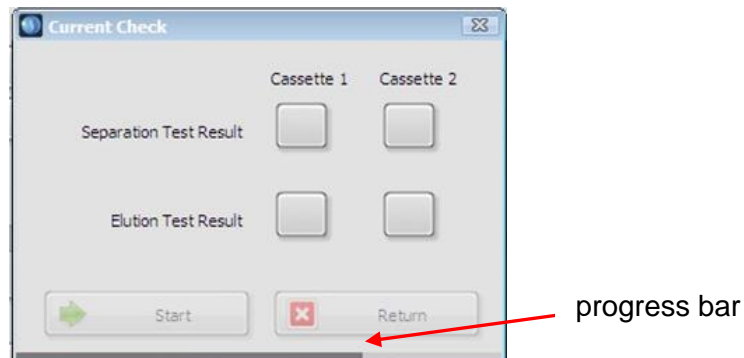 Current Check
Cassette 1 Cassette 2
Separation Test Result
Elution Test Result
Start Return
progress bar